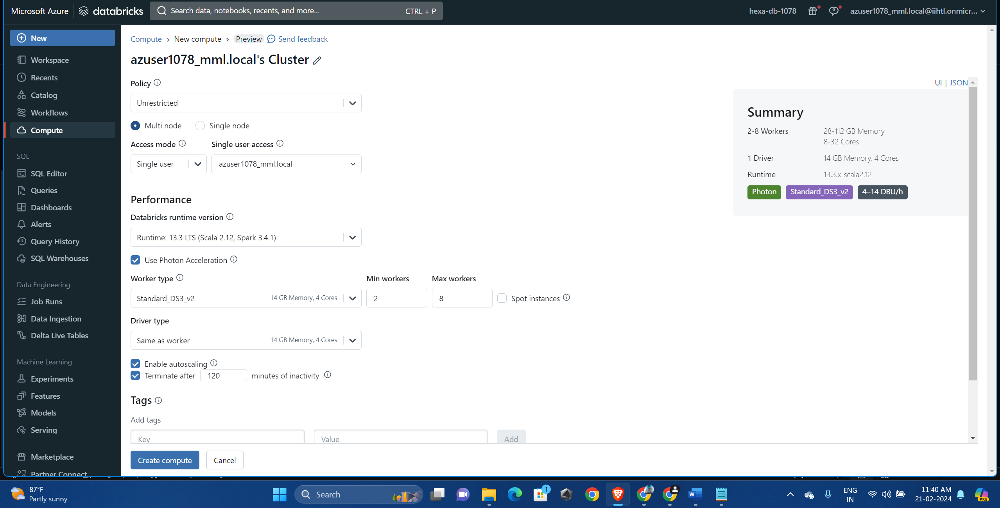 Microsoft Azure
databricks
Search data, notebooks, recents, and more...
CTRL + P
hexa-db-1078
azuser1078_mml.local@iihtl.onmicr...
New
Workspace
Recents
Catalog
Workflows
Compute
SQL
SQL Editor
Queries
Dashboards
Alerts
Query History
SQL Warehouses
Data Engineering
Job Runs
Data Ingestion
Delta Live Tables
Machine Learning
Experiments
Features
Models
Serving
Marketplace
Partner Connect
Compute › New compute › Preview Send feedback
azuser1078_mml.local's Cluster
Policy
Unrestricted
Multi node Single node
Access mode Single user access
Single user azuser1078_mml.local
Performance
Databricks runtime version
Runtime: 13.3 LTS (Scala 2.12, Spark 3.4.1)
Use Photon Acceleration
Worker type Min workers Max workers
Standard_DS3_v2 14 GB Memory, 4 Cores 2 8 Spot instances
Driver type
Same as worker 14 GB Memory, 4 Cores
Enable autoscaling
Terminate after 120 minutes of inactivity
Tags
Add tags
Key Value Add
Create compute Cancel
UI | JSON
Summary
2-8 Workers 28-112 GB Memory
8-32 Cores
1 Driver 14 GB Memory, 4 Cores
Runtime 13.3.x-scala2.12
Photon Standard_DS3_v2 4–14 DBU/h
87°F
Partly sunny
Search
1
W
ENG
IN
11:40 AM
21-02-2024
PRE